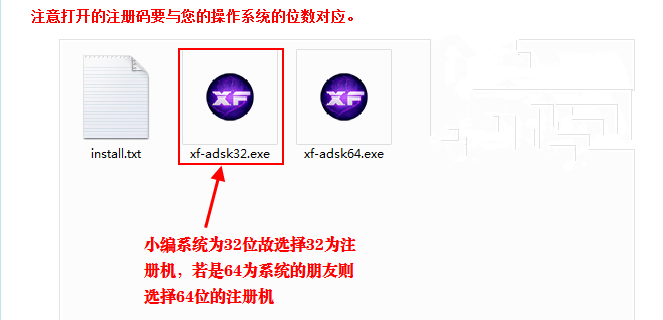 注意打开的注册码要与您的操作系统的位数对应。
XF XF
install.txt xf-adsk32.exe xf-adsk64.exe
小编系统为32位故选择32为注
册机，若是64为系统的朋友则
选择64位的注册机